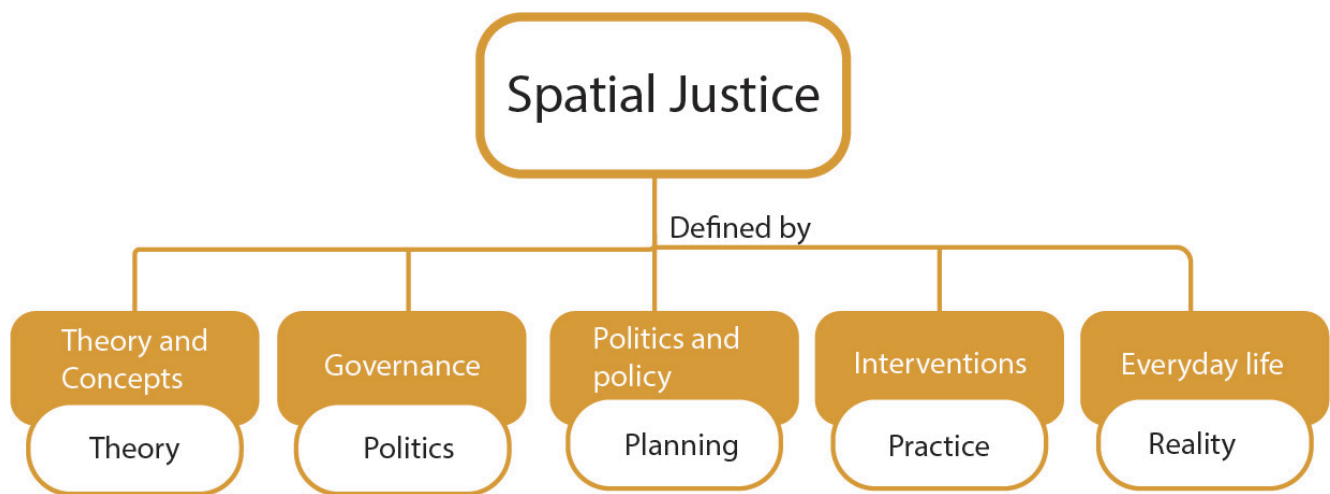 Spatial Justice
Defined by
Theory and
Concepts
Theory
Governance
Politics
Politics and
policy
Planning
Interventions
Practice
Everyday life
Reality